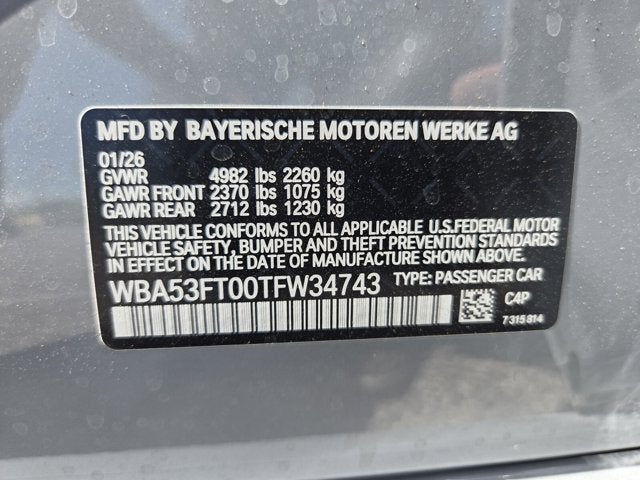 MFD BY BAYERISCHE MOTOREN WERKE AG
01/26
GVWR 4982 lbs 2260 kg
GAWR FRONT 2370 lbs 1075 kg
GAWR REAR 2712 lbs 1230 kg
THIS VEHICLE CONFORMS TO ALL APPLICABLE U.S.FEDERAL MOTOR
VEHICLE SAFETY, BUMPER AND THEFT PREVENTION STANDARDS
IN EFFECT ON THE DATE OF MANUFACTURE SHOWN ABOVE.
WBA53FT00TFW34743 TYPE: PASSENGER CAR
C4P
7315814